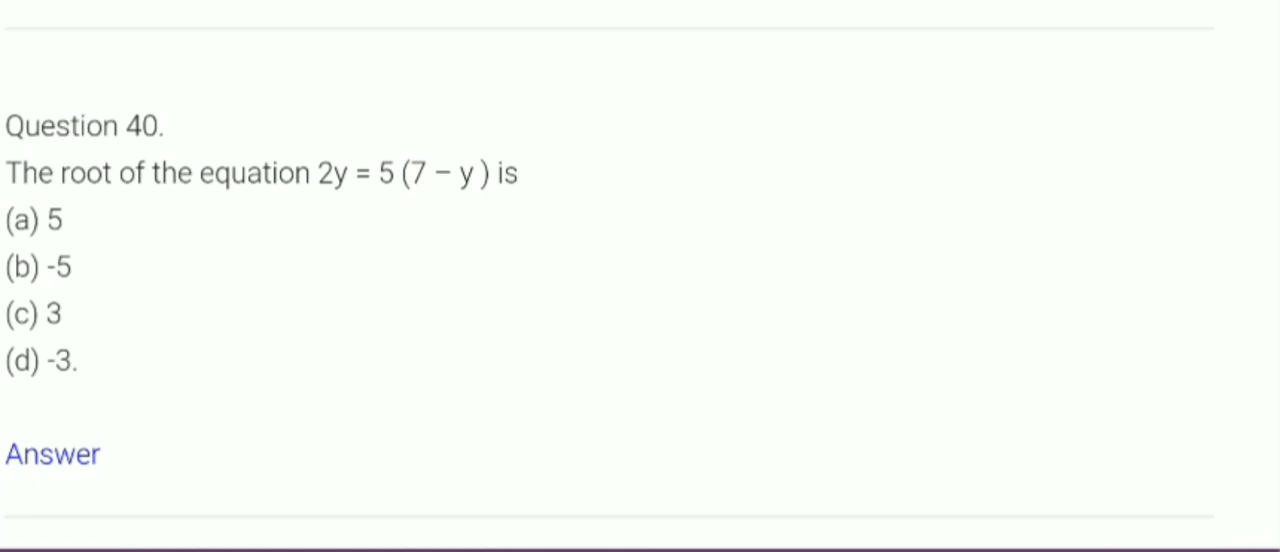 Question 40.
The root of the equation 2y = 5 (7 – y ) is
(a) 5
(b) -5
(c) 3
(d) -3.
Answer